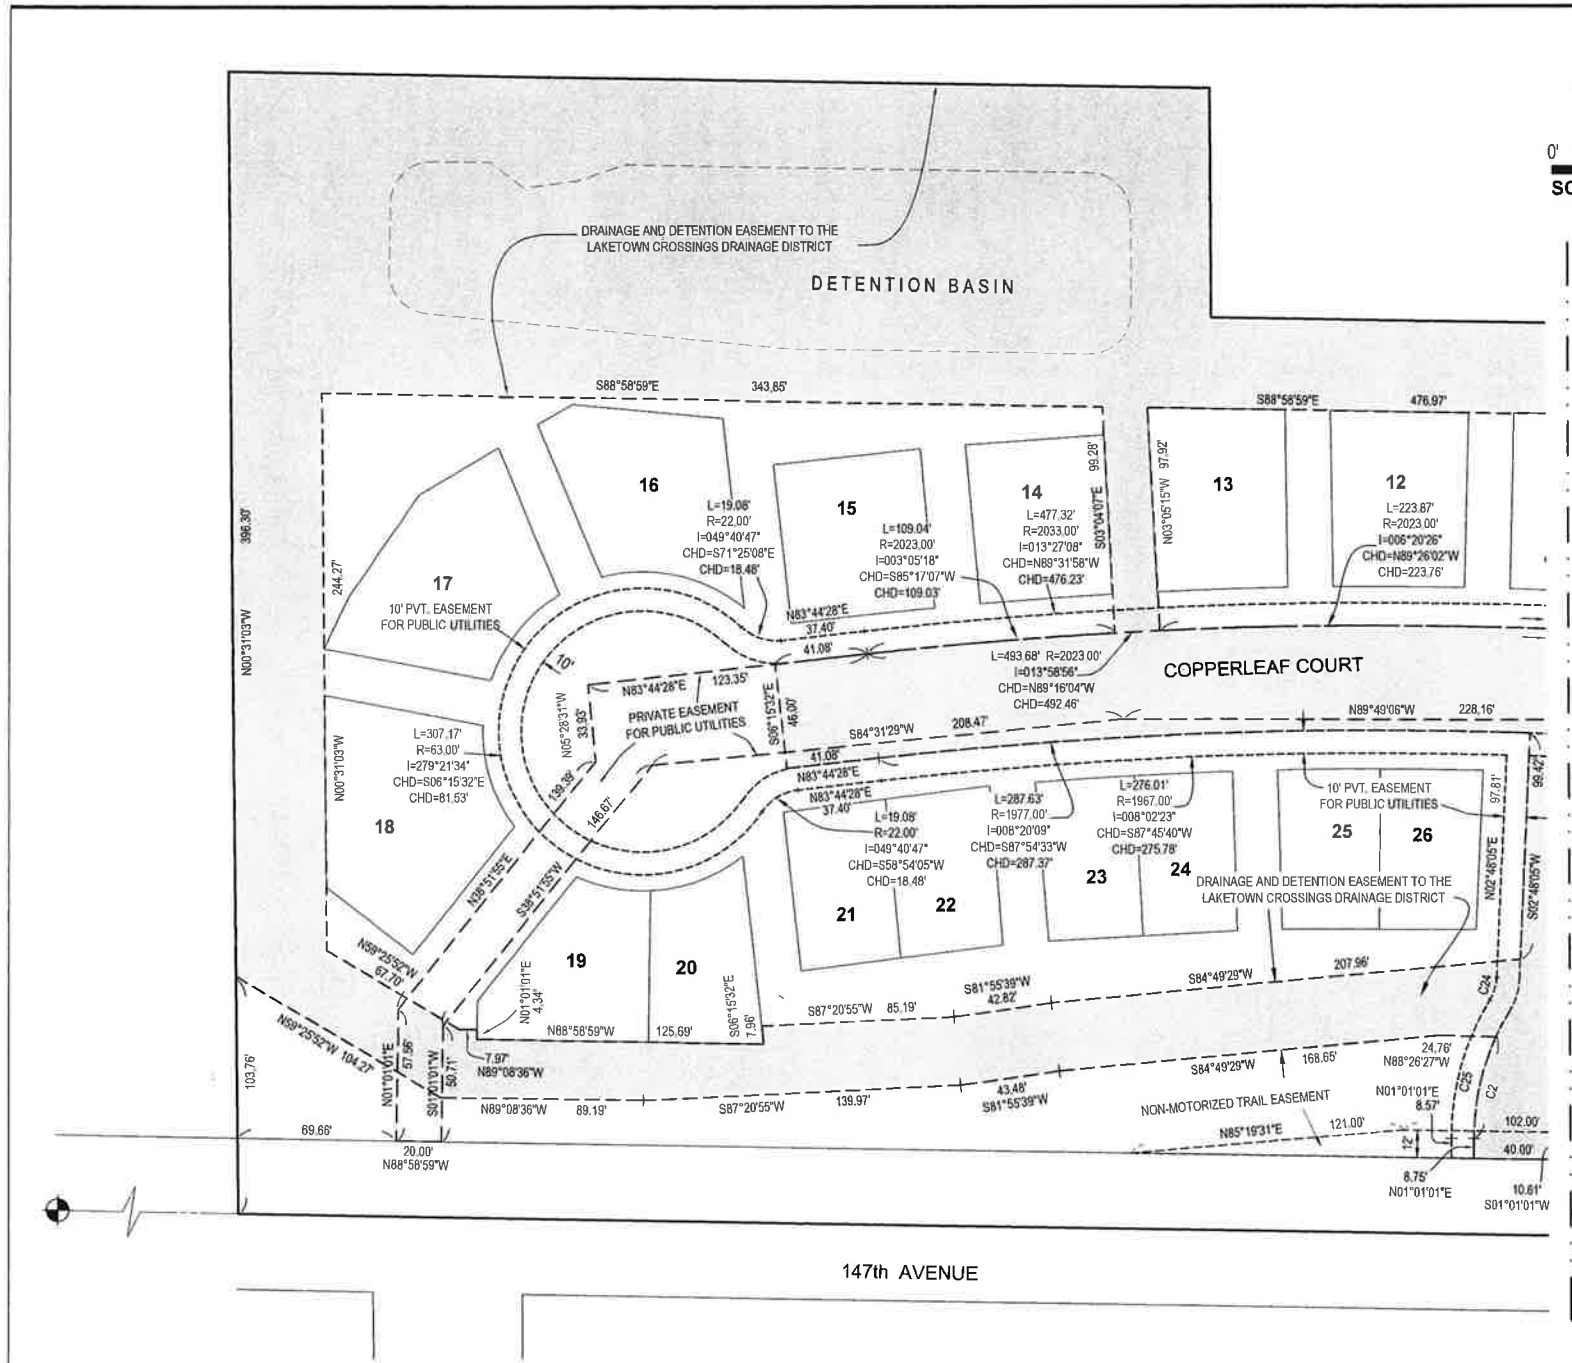 0'
SC
DRAINAGE AND DETENTION EASEMENT TO THE
LAKETOWN CROSSINGS DRAINAGE DISTRICT
DETENTION BASIN
S88°58'59"E 343.85'
S88°58'59"E 476.97'
396.30'
N00°31'03"W
244.27'
16
L=19.08'
R=22.00'
I=049°40'47"
CHD=S71°25'08"E
CHD=18.48'
15
L=109.04'
R=2023.00'
I=003°05'18"
CHD=S85°17'07"W
CHD=109.03'
14
L=477.32'
R=2033.00'
I=013°27'08"
CHD=N89°31'58"W
CHD=476.23'
99.28'
S03°04'07"E
N03°05'15"W 97.92'
13
12
L=223.87'
R=2023.00'
I=006°20'26"
CHD=N89°26'02"W
CHD=223.76'
17
10' PVT. EASEMENT
FOR PUBLIC UTILITIES
10'
N83°44'28"E
37.40'
41.08'
N83°44'28"E 123.35'
PRIVATE EASEMENT
FOR PUBLIC UTILITIES
N05°28'31"W
33.93'
S06°15'32"E
46.00'
L=493.68' R=2023.00'
I=013°58'56"
CHD=N89°16'04"W
CHD=492.46'
COPPERLEAF COURT
N89°49'06"W 228.16'
S84°31'29"W 208.47'
41.08'
N83°44'28"E
N83°44'28"E
37.40'
N00°31'03"W
L=307.17'
R=63.00'
I=279°21'34"
CHD=S06°15'32"E
CHD=81.53'
18
139.39'
N38°51'55"E
146.67'
S38°51'55"W
L=19.08'
R=22.00'
I=049°40'47"
CHD=S58°54'05"W
CHD=18.48'
L=287.63'
R=1977.00'
I=008°20'09"
CHD=S87°54'33"W
CHD=287.37'
L=276.01'
R=1967.00'
I=008°02'23"
CHD=S87°45'40"W
CHD=275.78'
10' PVT. EASEMENT
FOR PUBLIC UTILITIES
97.81'
99.42'
N02°48'05"E
S02°48'05"W
25
26
23
24
DRAINAGE AND DETENTION EASEMENT TO THE
LAKETOWN CROSSINGS DRAINAGE DISTRICT
21
22
19
20
N59°25'52"W
67.70'
N01°01'01"E
4.34'
S06°15'32"E
7.96'
N88°58'59"W 125.69'
S87°20'55"W 85.19'
S81°55'39"W
42.82'
S84°49'29"W 207.96'
C24
N59°25'52"W 104.27'
103.76'
N01°01'01"E
57.56'
S01°01'01"W
50.71'
7.97'
N89°08'36"W
N89°08'36"W 89.19'
S87°20'55"W 139.97'
43.48'
S81°55'39"W
S84°49'29"W 168.65'
24.76'
N88°26'27"W
NON-MOTORIZED TRAIL EASEMENT
N01°01'01"E
8.57'
C25
C2
N85°19'31"E 121.00'
12'
102.00'
40.00'
69.66'
20.00'
N88°58'59"W
8.75'
N01°01'01"E
10.61'
S01°01'01"W
147th AVENUE